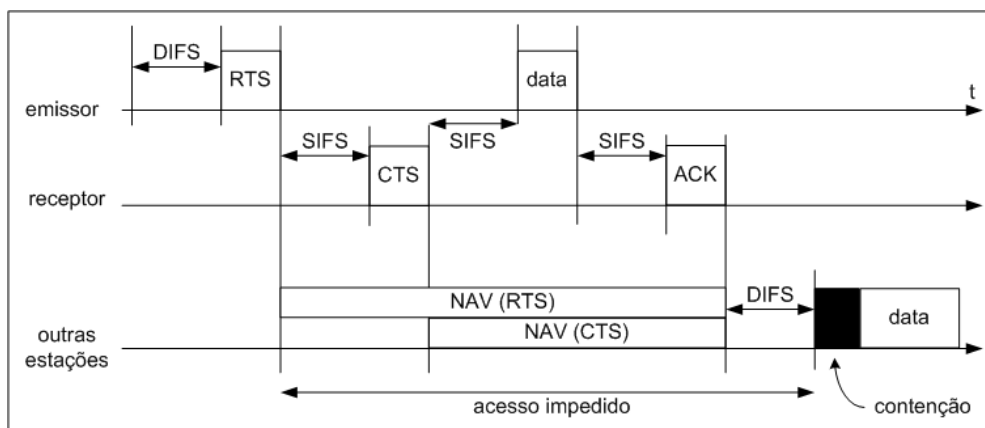 DIFS
RTS
data
t
emissor
SIFS
SIFS
SIFS
CTS
ACK
receptor
NAV (RTS)
DIFS
NAV (CTS)
data
outras
estações
acesso impedido
contenção